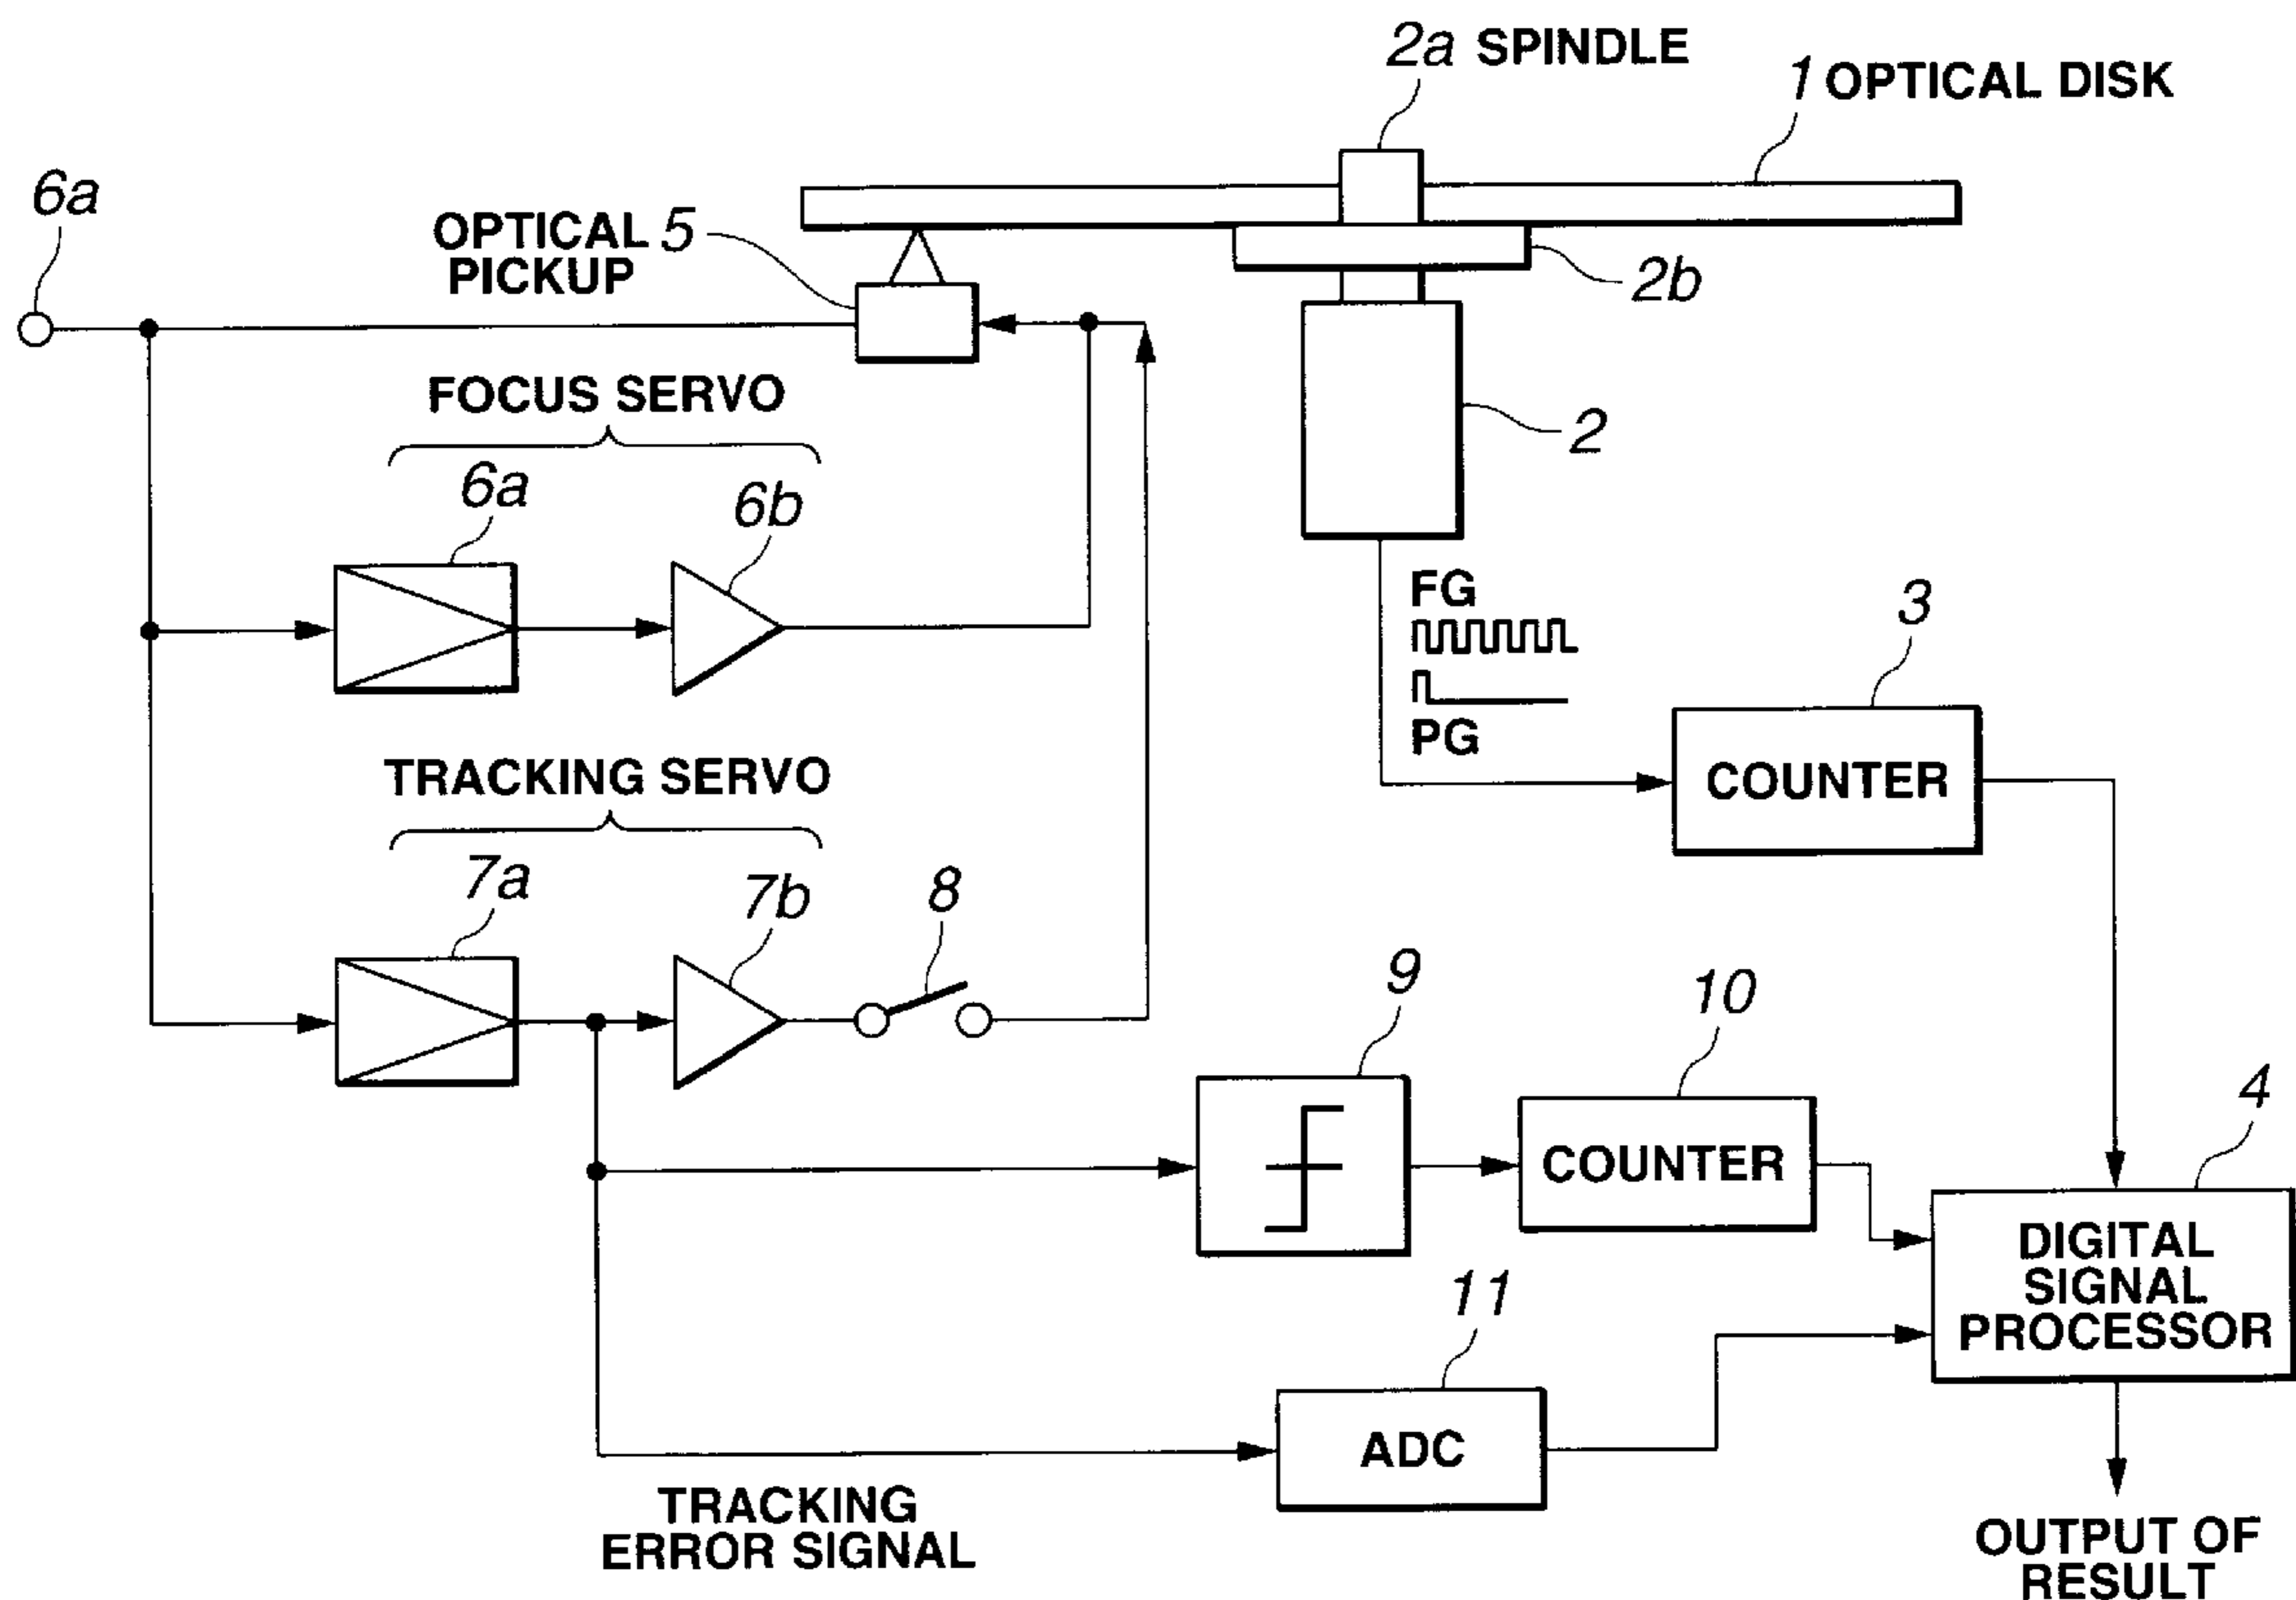 2a SPINDLE
1 OPTICAL DISK
6a
OPTICAL 5
PICKUP
2b
FOCUS SERVO
2
6a
6b
FG
3
PG
COUNTER
TRACKING SERVO
7a
7b
8
9
10
4
COUNTER
DIGITAL
SIGNAL
PROCESSOR
11
ADC
TRACKING
ERROR SIGNAL
OUTPUT OF
RESULT